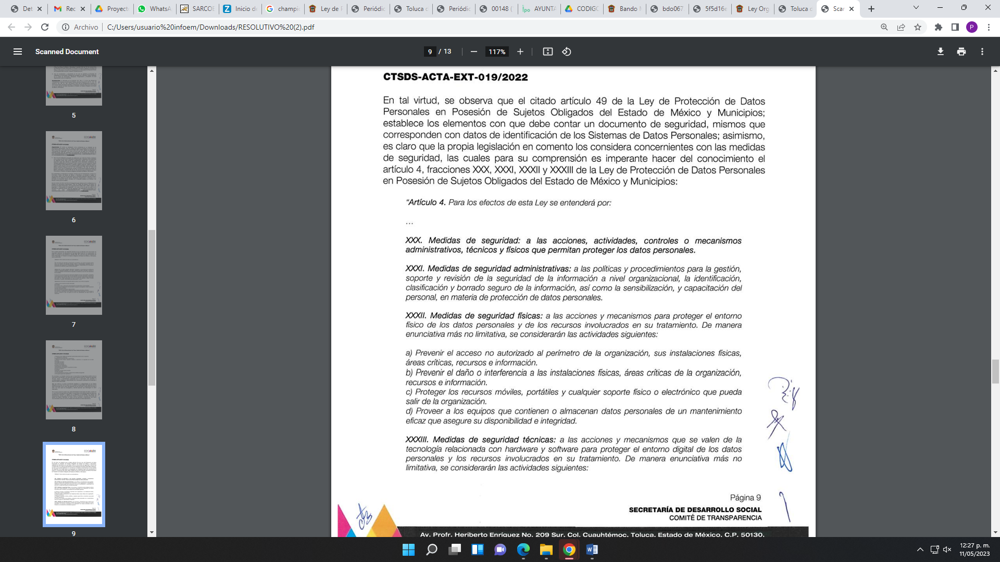 Det
Rec
Proyect
WhatsA
SARCOE
Inicio de
champio
Ley de P
Periódic
Toluca c
Periódic
00148 (
AYUNTA
CODIGO
Bando M
bdo067
5f5d16e
Ley Org
Toluca c
Scar
Archivo
C:/Users/usuario%20infoem/Downloads/RESOLUTIVO%20(2).pdf
P
Scanned Document
9 / 13
117%
5
6
7
8
9
CTSDS-ACTA-EXT-019/2022
En tal virtud, se observa que el citado artículo 49 de la Ley de Protección de Datos
Personales en Posesión de Sujetos Obligados del Estado de México y Municipios;
establece los elementos con que debe contar un documento de seguridad, mismos que
corresponden con datos de identificación de los Sistemas de Datos Personales; asimismo,
es claro que la propia legislación en comento los considera concernientes con las medidas
de seguridad, las cuales para su comprensión es imperante hacer del conocimiento el
artículo 4, fracciones XXX, XXXI, XXXII y XXXIII de la Ley de Protección de Datos Personales
en Posesión de Sujetos Obligados del Estado de México y Municipios:
“Artículo 4. Para los efectos de esta Ley se entenderá por:
...
XXX. Medidas de seguridad: a las acciones, actividades, controles o mecanismos
administrativos, técnicos y físicos que permitan proteger los datos personales.
XXXI. Medidas de seguridad administrativas: a las políticas y procedimientos para la gestión,
soporte y revisión de la seguridad de la información a nivel organizacional, la identificación,
clasificación y borrado seguro de la información, así como la sensibilización, y capacitación del
personal, en materia de protección de datos personales.
XXXII. Medidas de seguridad físicas: a las acciones y mecanismos para proteger el entorno
físico de los datos personales y de los recursos involucrados en su tratamiento. De manera
enunciativa más no limitativa, se considerarán las actividades siguientes:
a) Prevenir el acceso no autorizado al perímetro de la organización, sus instalaciones físicas,
áreas críticas, recursos e información.
b) Prevenir el daño o interferencia a las instalaciones físicas, áreas críticas de la organización,
recursos e información.
c) Proteger los recursos móviles, portátiles y cualquier soporte físico o electrónico que pueda
salir de la organización.
d) Proveer a los equipos que contienen o almacenan datos personales de un mantenimiento
eficaz que asegure su disponibilidad e integridad.
XXXIII. Medidas de seguridad técnicas: a las acciones y mecanismos que se valen de la
tecnología relacionada con hardware y software para proteger el entorno digital de los datos
personales y los recursos involucrados en su tratamiento. De manera enunciativa más no
limitativa, se considerarán las actividades siguientes:
Página 9
SECRETARÍA DE DESARROLLO SOCIAL
COMITÉ DE TRANSPARENCIA
Av. Profr. Heriberto Enríquez No. 209 Sur, Col. Cuauhtémoc, Toluca, Estado de México, C.P. 50130.
12:27 p. m.
11/05/2023